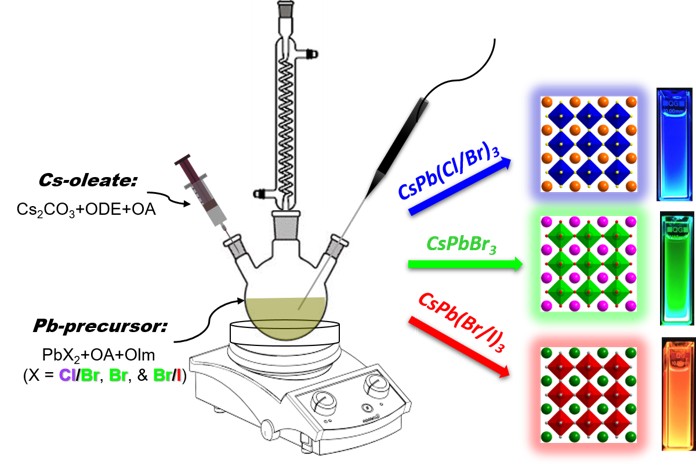 Cs-oleate:
Cs₂CO₃+ODE+OA
Pb-precursor:
PbX₂+OA+Olm
(X = Cl/Br, Br, & Br/I)
CsPb(Cl/Br)₃
CsPbBr₃
CsPb(Br/I)₃